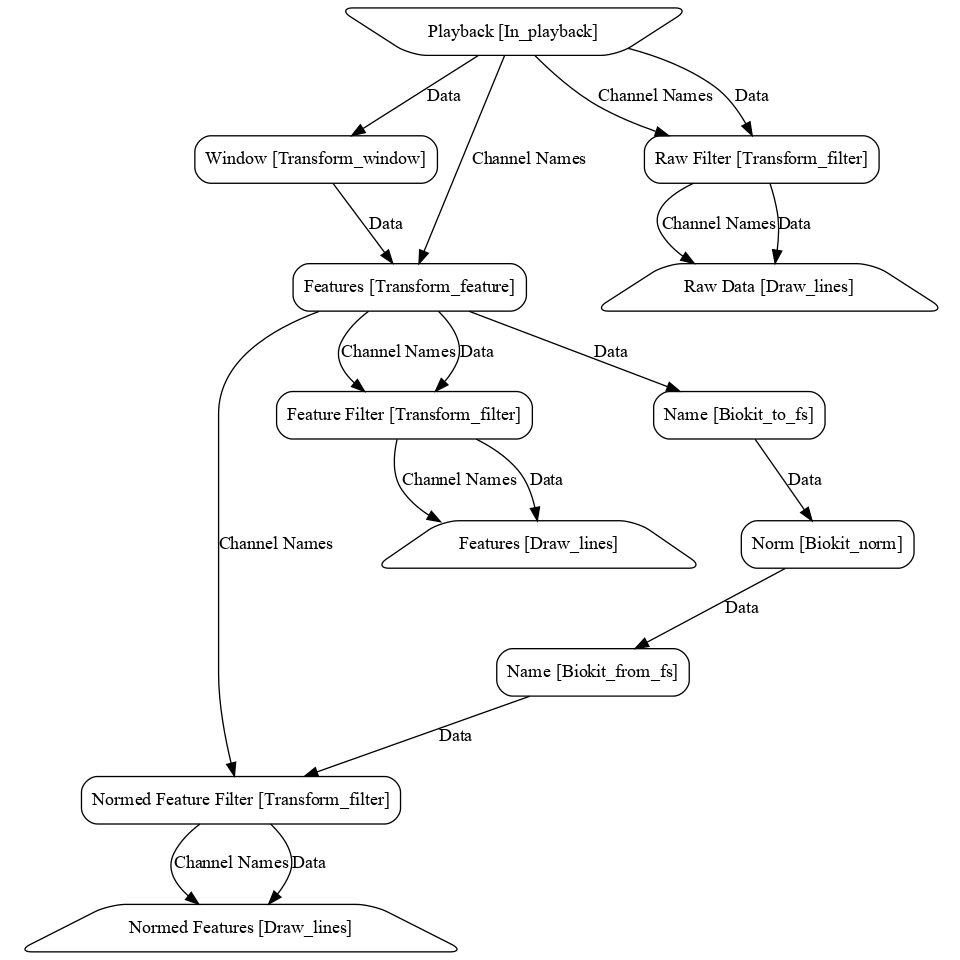 Playback [In_playback]
Data
Channel Names
Data
Window [Transform_window]
Channel Names
Raw Filter [Transform_filter]
Data
Channel Names
Data
Features [Transform_feature]
Raw Data [Draw_lines]
Channel Names
Data
Data
Feature Filter [Transform_filter]
Name [Biokit_to_fs]
Channel Names
Data
Data
Channel Names
Features [Draw_lines]
Norm [Biokit_norm]
Data
Name [Biokit_from_fs]
Data
Normed Feature Filter [Transform_filter]
Channel Names
Data
Normed Features [Draw_lines]